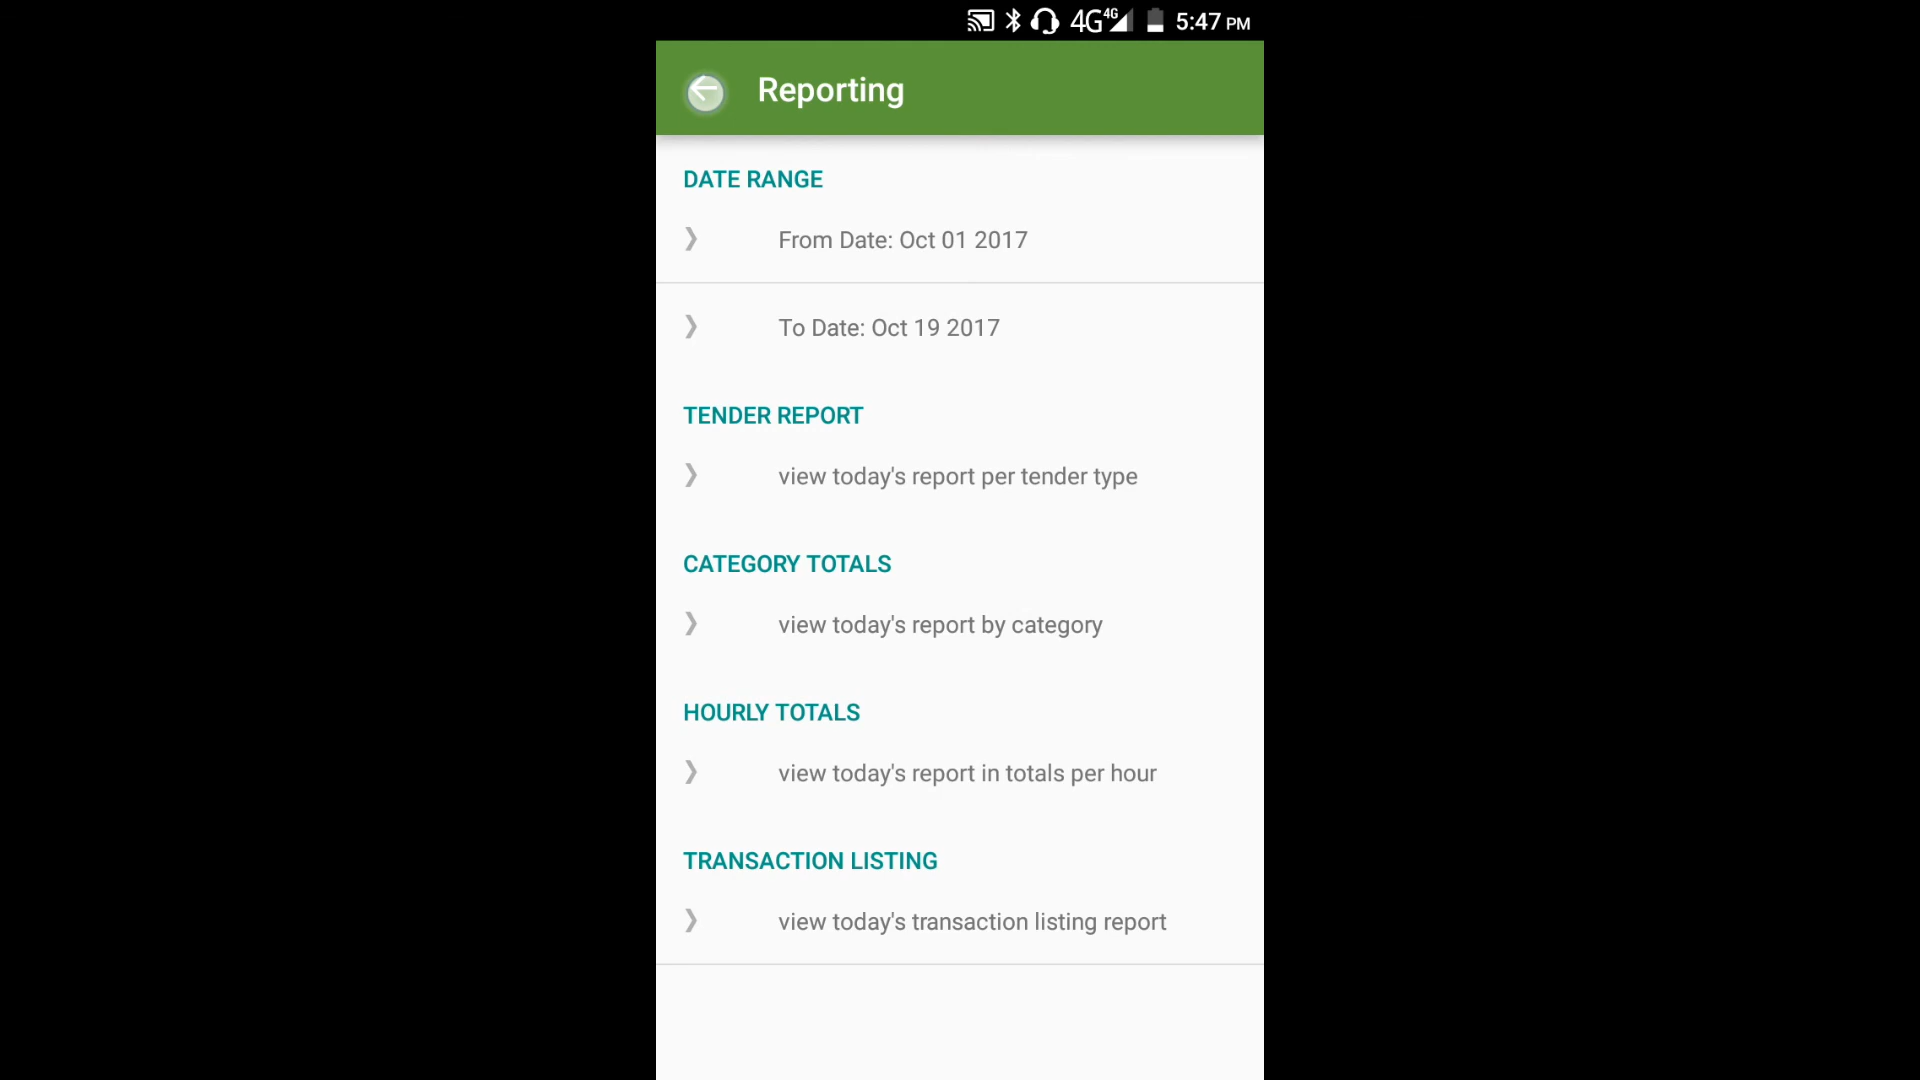 4G 4G 5:47 PM
Reporting
DATE RANGE
From Date: Oct 01 2017
To Date: Oct 19 2017
TENDER REPORT
view today's report per tender type
CATEGORY TOTALS
view today's report by category
HOURLY TOTALS
view today's report in totals per hour
TRANSACTION LISTING
view today's transaction listing report